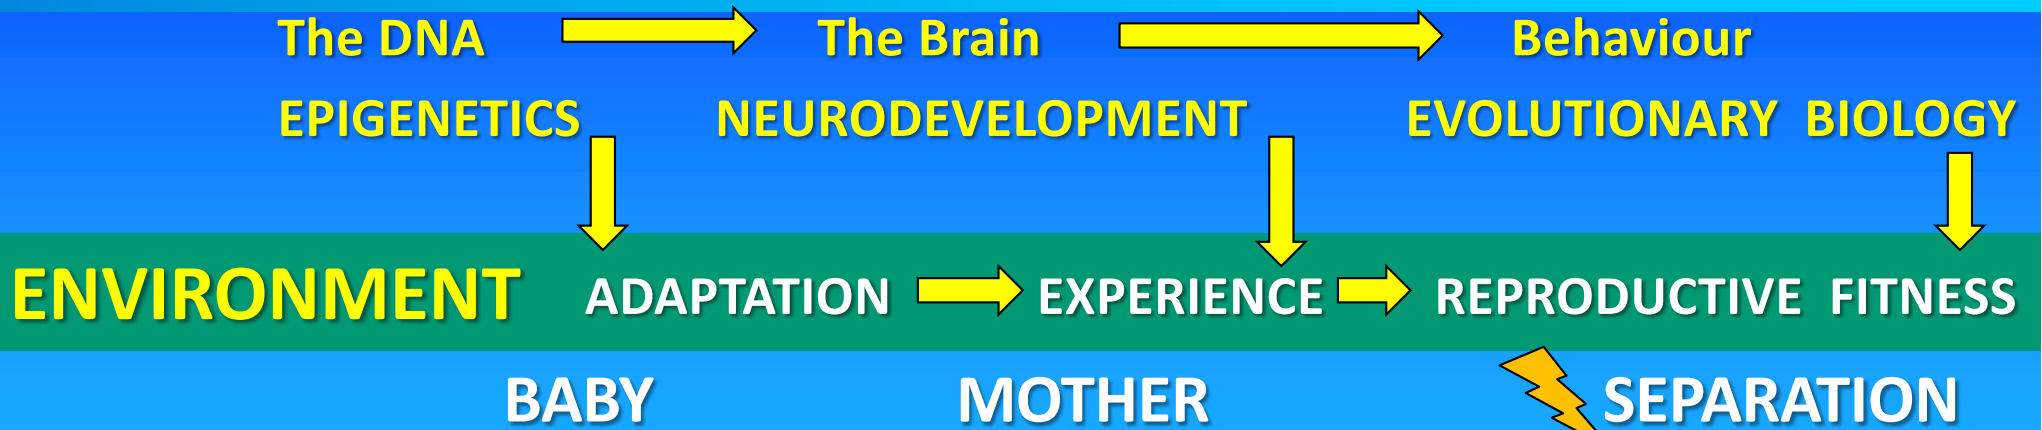 The DNA The Brain Behaviour
EPIGENETICS NEURODEVELOPMENT EVOLUTIONARY BIOLOGY
ENVIRONMENT ADAPTATION EXPERIENCE REPRODUCTIVE FITNESS
BABY MOTHER SEPARATION